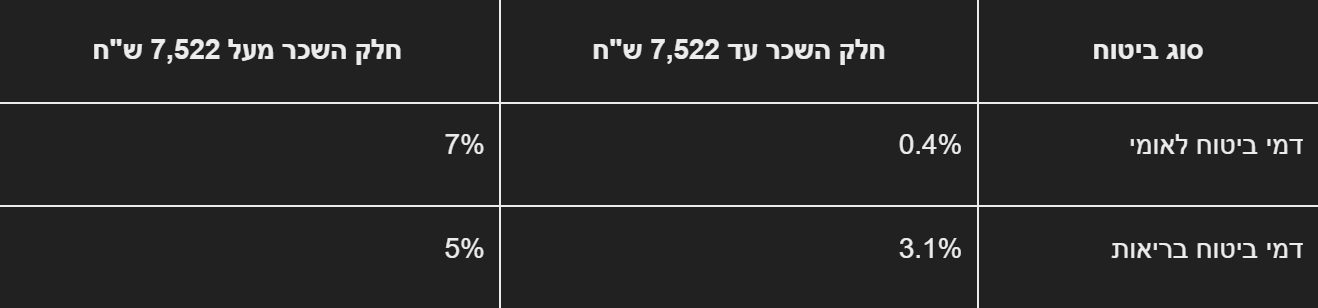 סוג ביטוח חלק השכר עד 7,522 ש"ח חלק השכר מעל 7,522 ש"ח
דמי ביטוח לאומי 0.4% 7%
דמי ביטוח בריאות 3.1% 5%